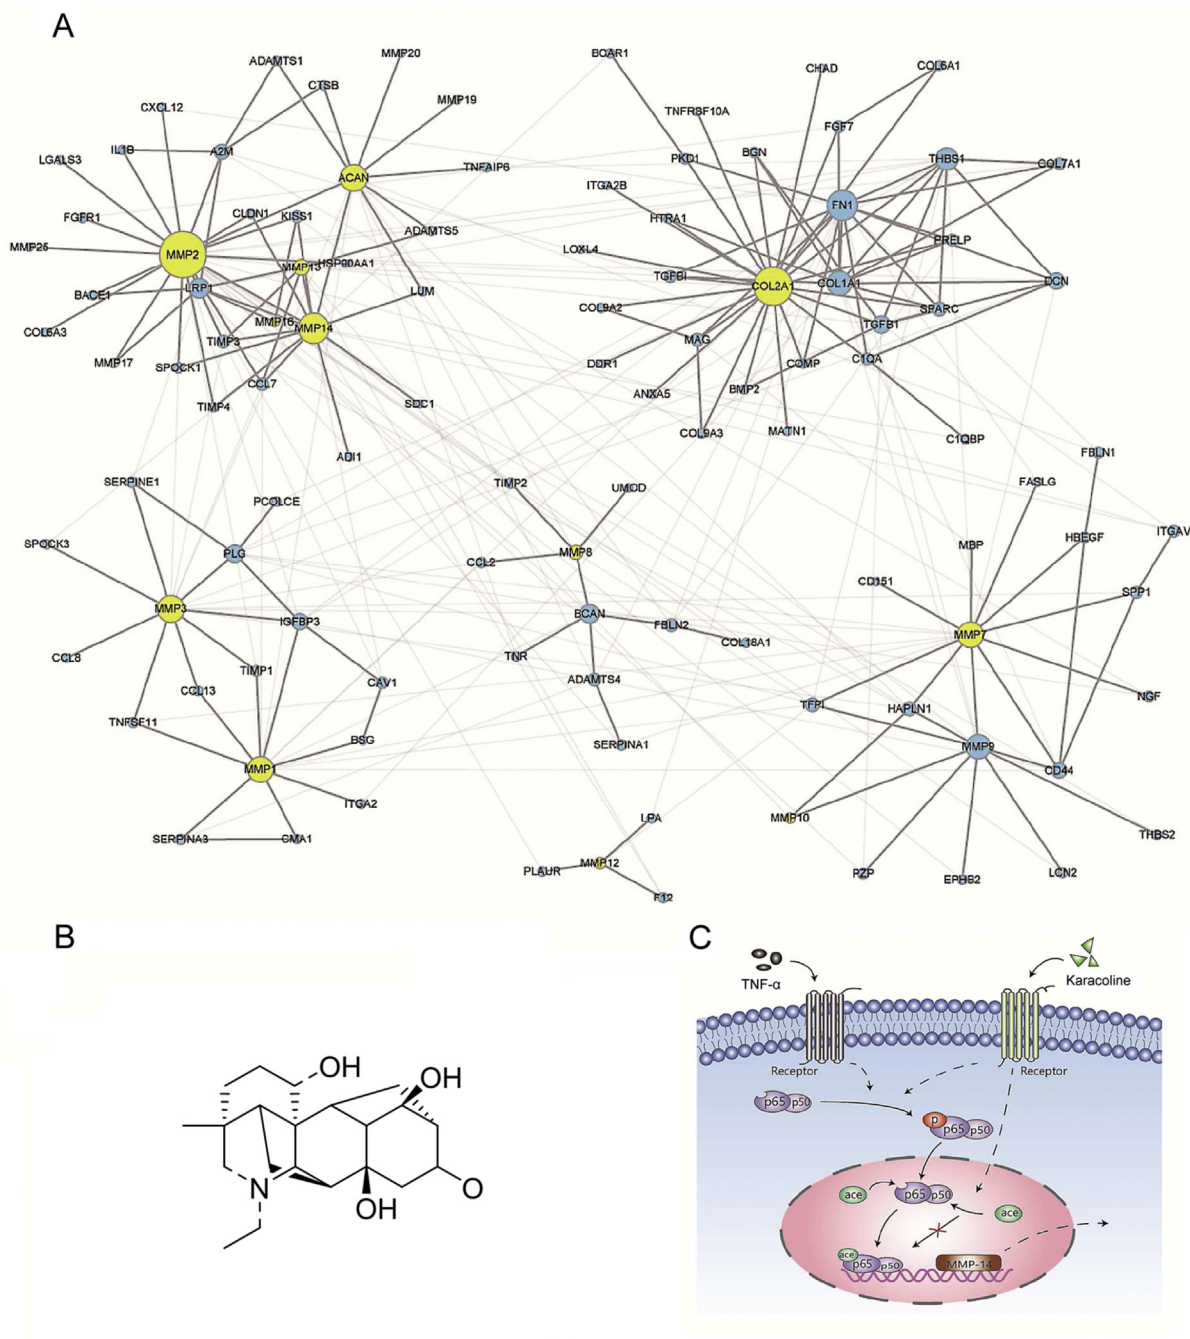 A
ADAMTS1
MMP20
BCAR1
CHAD
COL6A1
CTSB
MMP19
CXCL12
TNFRSF10A
FGF7
LGALS3
IL1B
A2M
ACAN
TNFAIP6
PKD1
BGN
THBS1
COL7A1
ITGA2B
FN1
FGFR1
CLDN1
KISS1
ADAMTS5
HTRA1
PRELP
MMP25
MMP2
MMP13
HSP90AA1
LOXL4
TGFBI
COL2A1
COL1A1
DCN
BACE1
LRP1
LUM
COL9A2
SPARC
COL6A3
TIMP3
MMP16
MMP14
MAG
TGFB1
MMP17
SPOCK1
CCL7
DDR1
COMP
C1QA
TIMP4
SDC1
ANXA5
BMP2
COL9A3
MATN1
C1QBP
ADI1
FBLN1
SERPINE1
PCOLCE
TIMP2
UMOD
FASLG
SPOCK3
PLG
CCL2
MMP8
MBP
HBEGF
ITGAV
MMP3
IGFBP3
BCAN
FBLN2
CD151
SPP1
CCL8
TIMP1
TNR
COL18A1
MMP7
CCL13
CAV1
ADAMTS4
TNFSF11
BSG
SERPINA1
TFPI
HAPLN1
NGF
MMP1
MMP9
CD44
ITGA2
SERPINA3
CMA1
LPA
MMP10
THBS2
PLAUR
MMP12
F12
PZP
EPHB2
LCN2
B
OH
OH
N
OH
O
C
TNF-α
Karacoline
Receptor
Receptor
p65 p50
p
p65 p50
ace
p65 p50
ace
ace
p65 p50
MMP-14